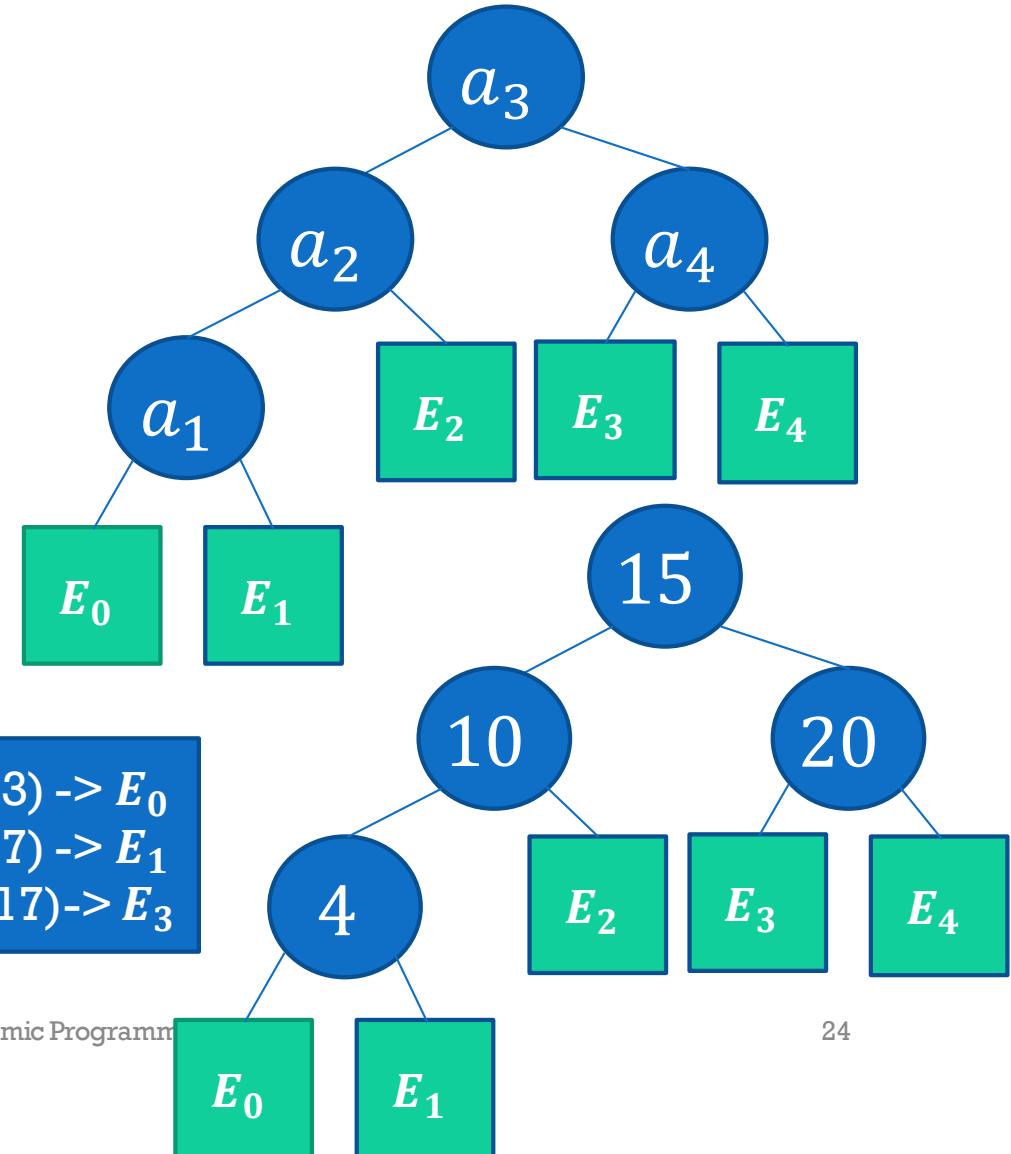 a₃
a₂
a₄
a₁
E₂
E₃
E₄
E₀
E₁
15
10
20
3) -> E₀
7) -> E₁
17)-> E₃
4
E₂
E₃
E₄
mic Programm
24
E₀
E₁